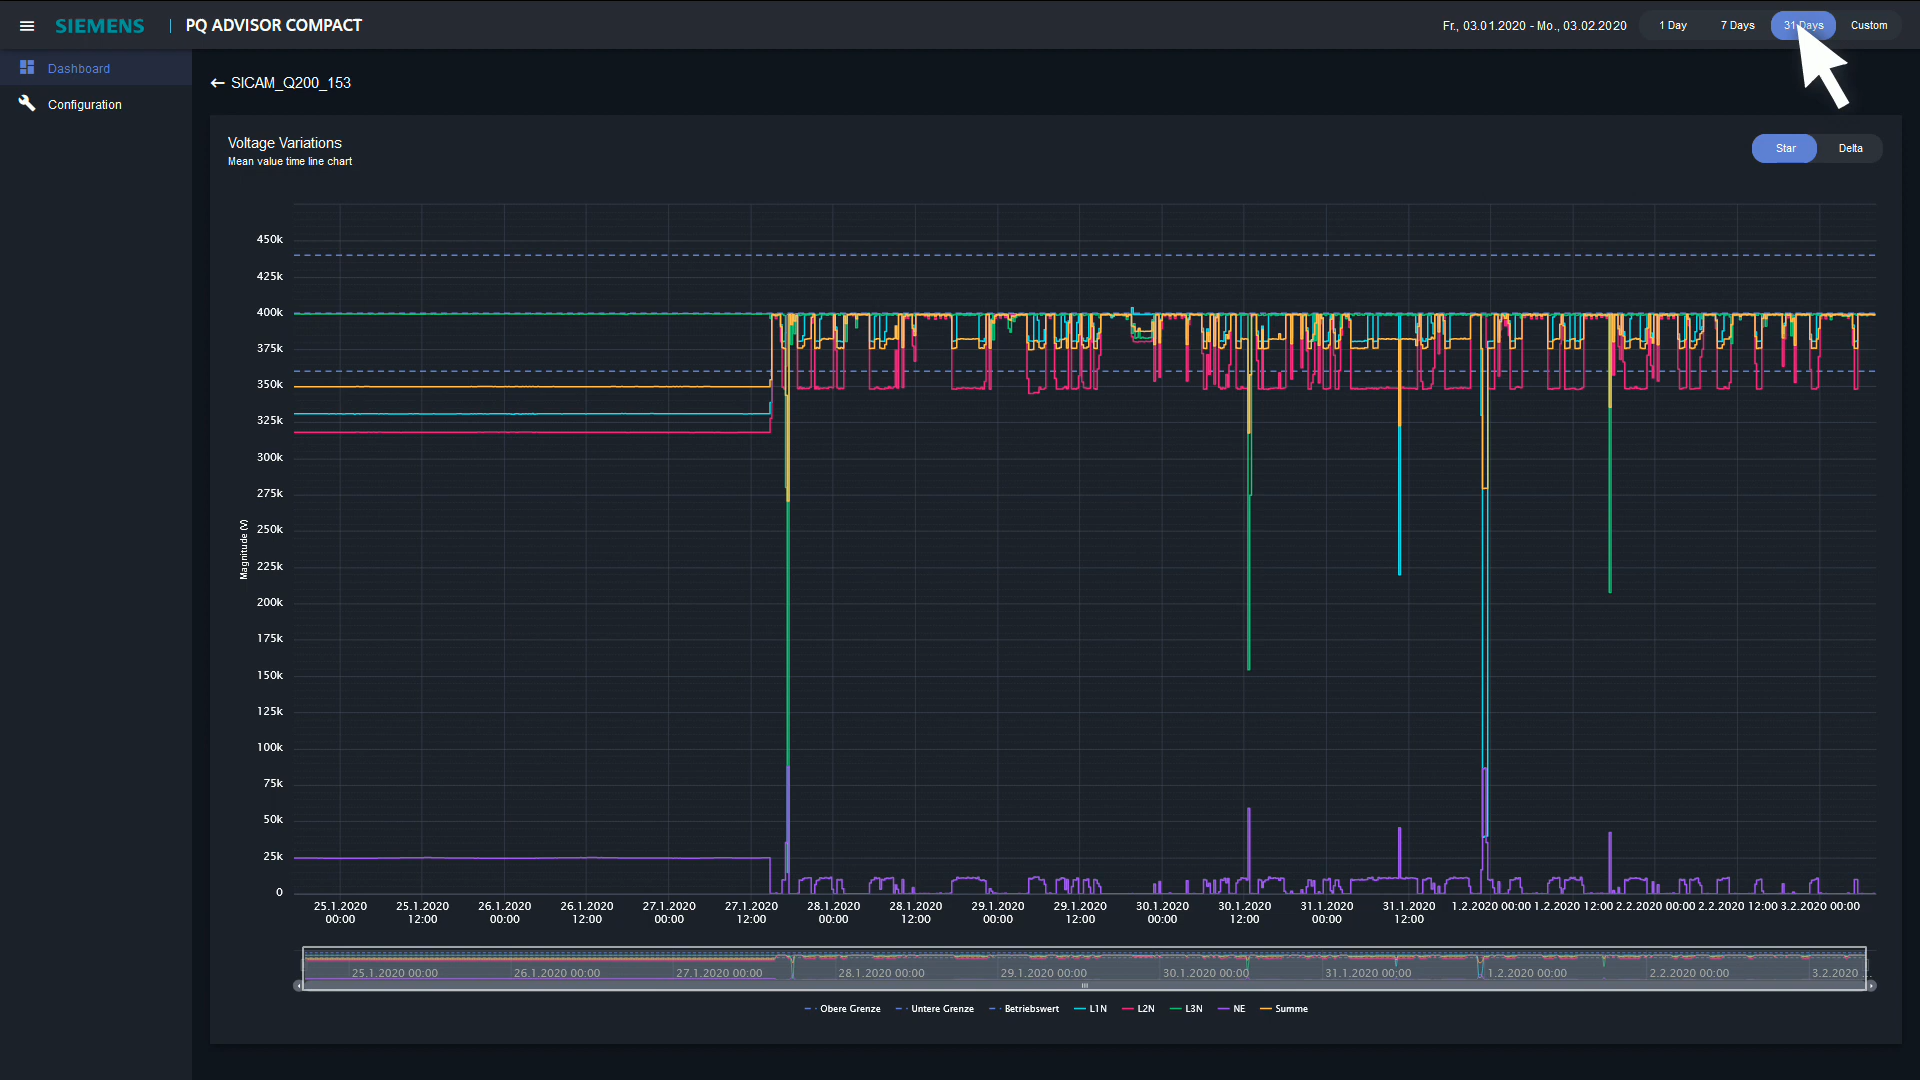 SIEMENS | PQ ADVISOR COMPACT
Fr., 03.01.2020 - Mo., 03.02.2020
1 Day
7 Days
31 Days
Custom
Dashboard
Configuration
SICAM_Q200_153
Voltage Variations
Mean value time line chart
Star
Delta
Magnitude (V)
450k
425k
400k
375k
350k
325k
300k
275k
250k
225k
200k
175k
150k
125k
100k
75k
50k
25k
0
25.1.2020 00:00
25.1.2020 12:00
26.1.2020 00:00
26.1.2020 12:00
27.1.2020 00:00
27.1.2020 12:00
28.1.2020 00:00
28.1.2020 12:00
29.1.2020 00:00
29.1.2020 12:00
30.1.2020 00:00
30.1.2020 12:00
31.1.2020 00:00
31.1.2020 12:00
1.2.2020 00:00
1.2.2020 12:00
2.2.2020 00:00
2.2.2020 12:00
3.2.2020 00:00
25.1.2020 00:00
26.1.2020 00:00
27.1.2020 00:00
28.1.2020 00:00
29.1.2020 00:00
30.1.2020 00:00
31.1.2020 00:00
1.2.2020 00:00
2.2.2020 00:00
3.2.2020
Obere Grenze
Untere Grenze
Betriebswert
L1N
L2N
L3N
NE
Summe